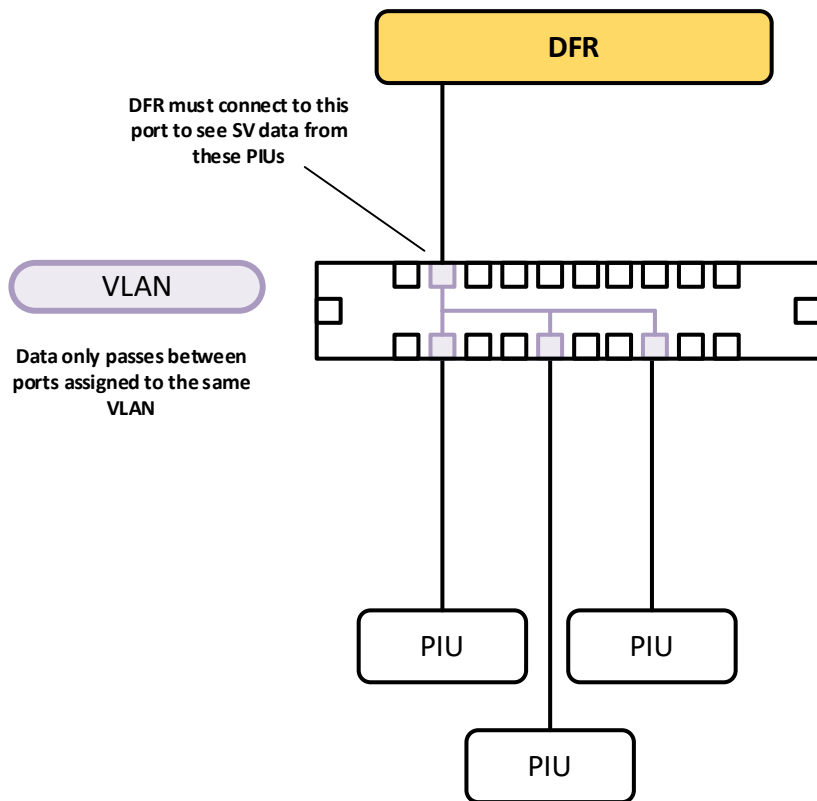 DFR
DFR must connect to this
port to see SV data from
these PIUs
VLAN
Data only passes between
ports assigned to the same
VLAN
PIU
PIU
PIU